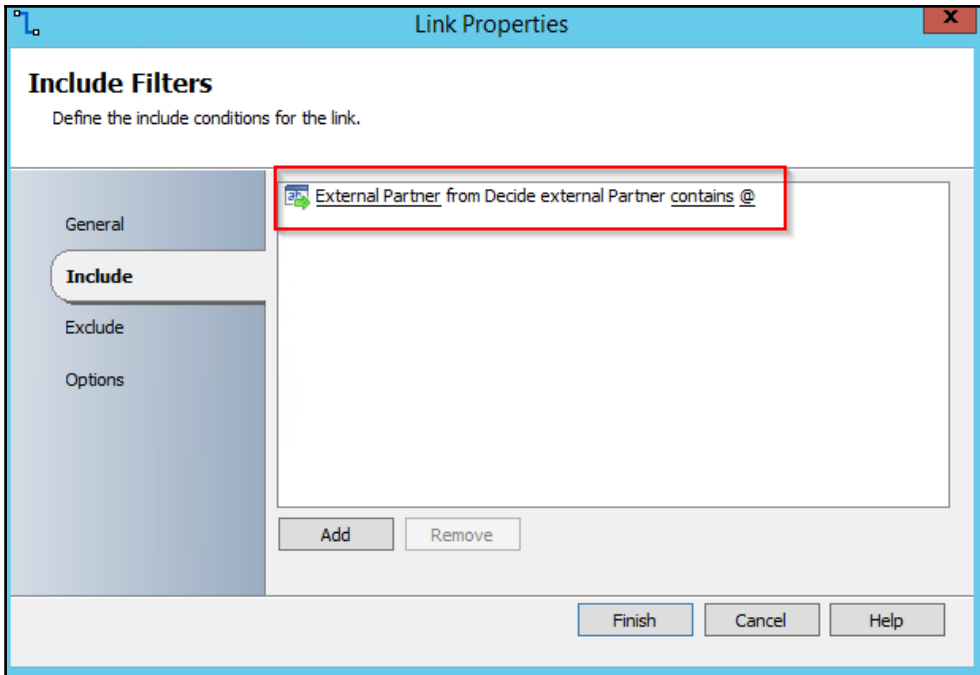 Link Properties
x
Include Filters
Define the include conditions for the link.
External Partner from Decide external Partner contains @
General
Include
Exclude
Options
Add
Remove
Finish
Cancel
Help